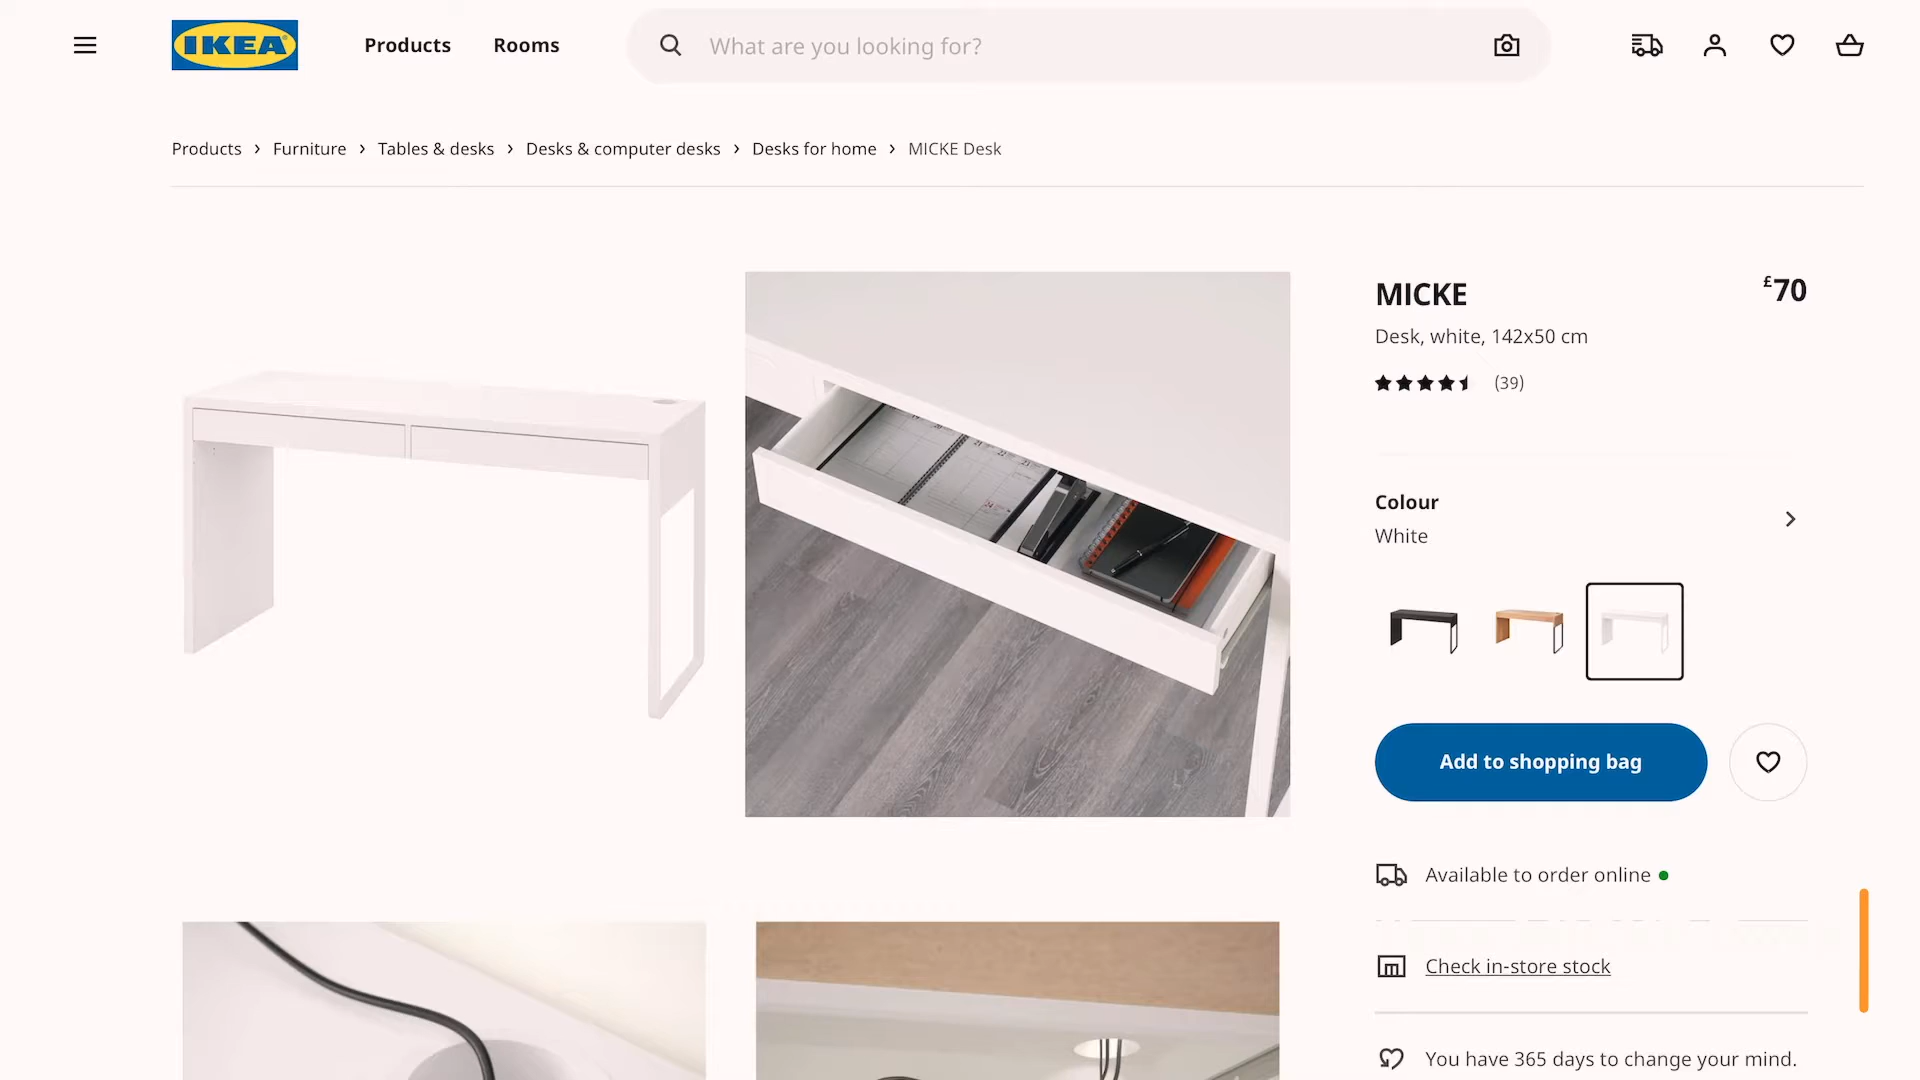 IKEA
Products
Rooms
What are you looking for?
Products › Furniture › Tables & desks › Desks & computer desks › Desks for home › MICKE Desk
MICKE
£70
Desk, white, 142x50 cm
(39)
Colour
White
Add to shopping bag
Available to order online
Check in-store stock
You have 365 days to change your mind.